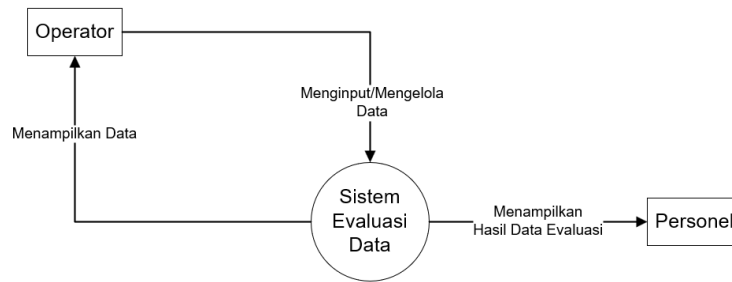 Operator
Menginput/Mengelola
Data
Menampilkan Data
Sistem
Evaluasi
Data
Menampilkan
Hasil Data Evaluasi
Personel